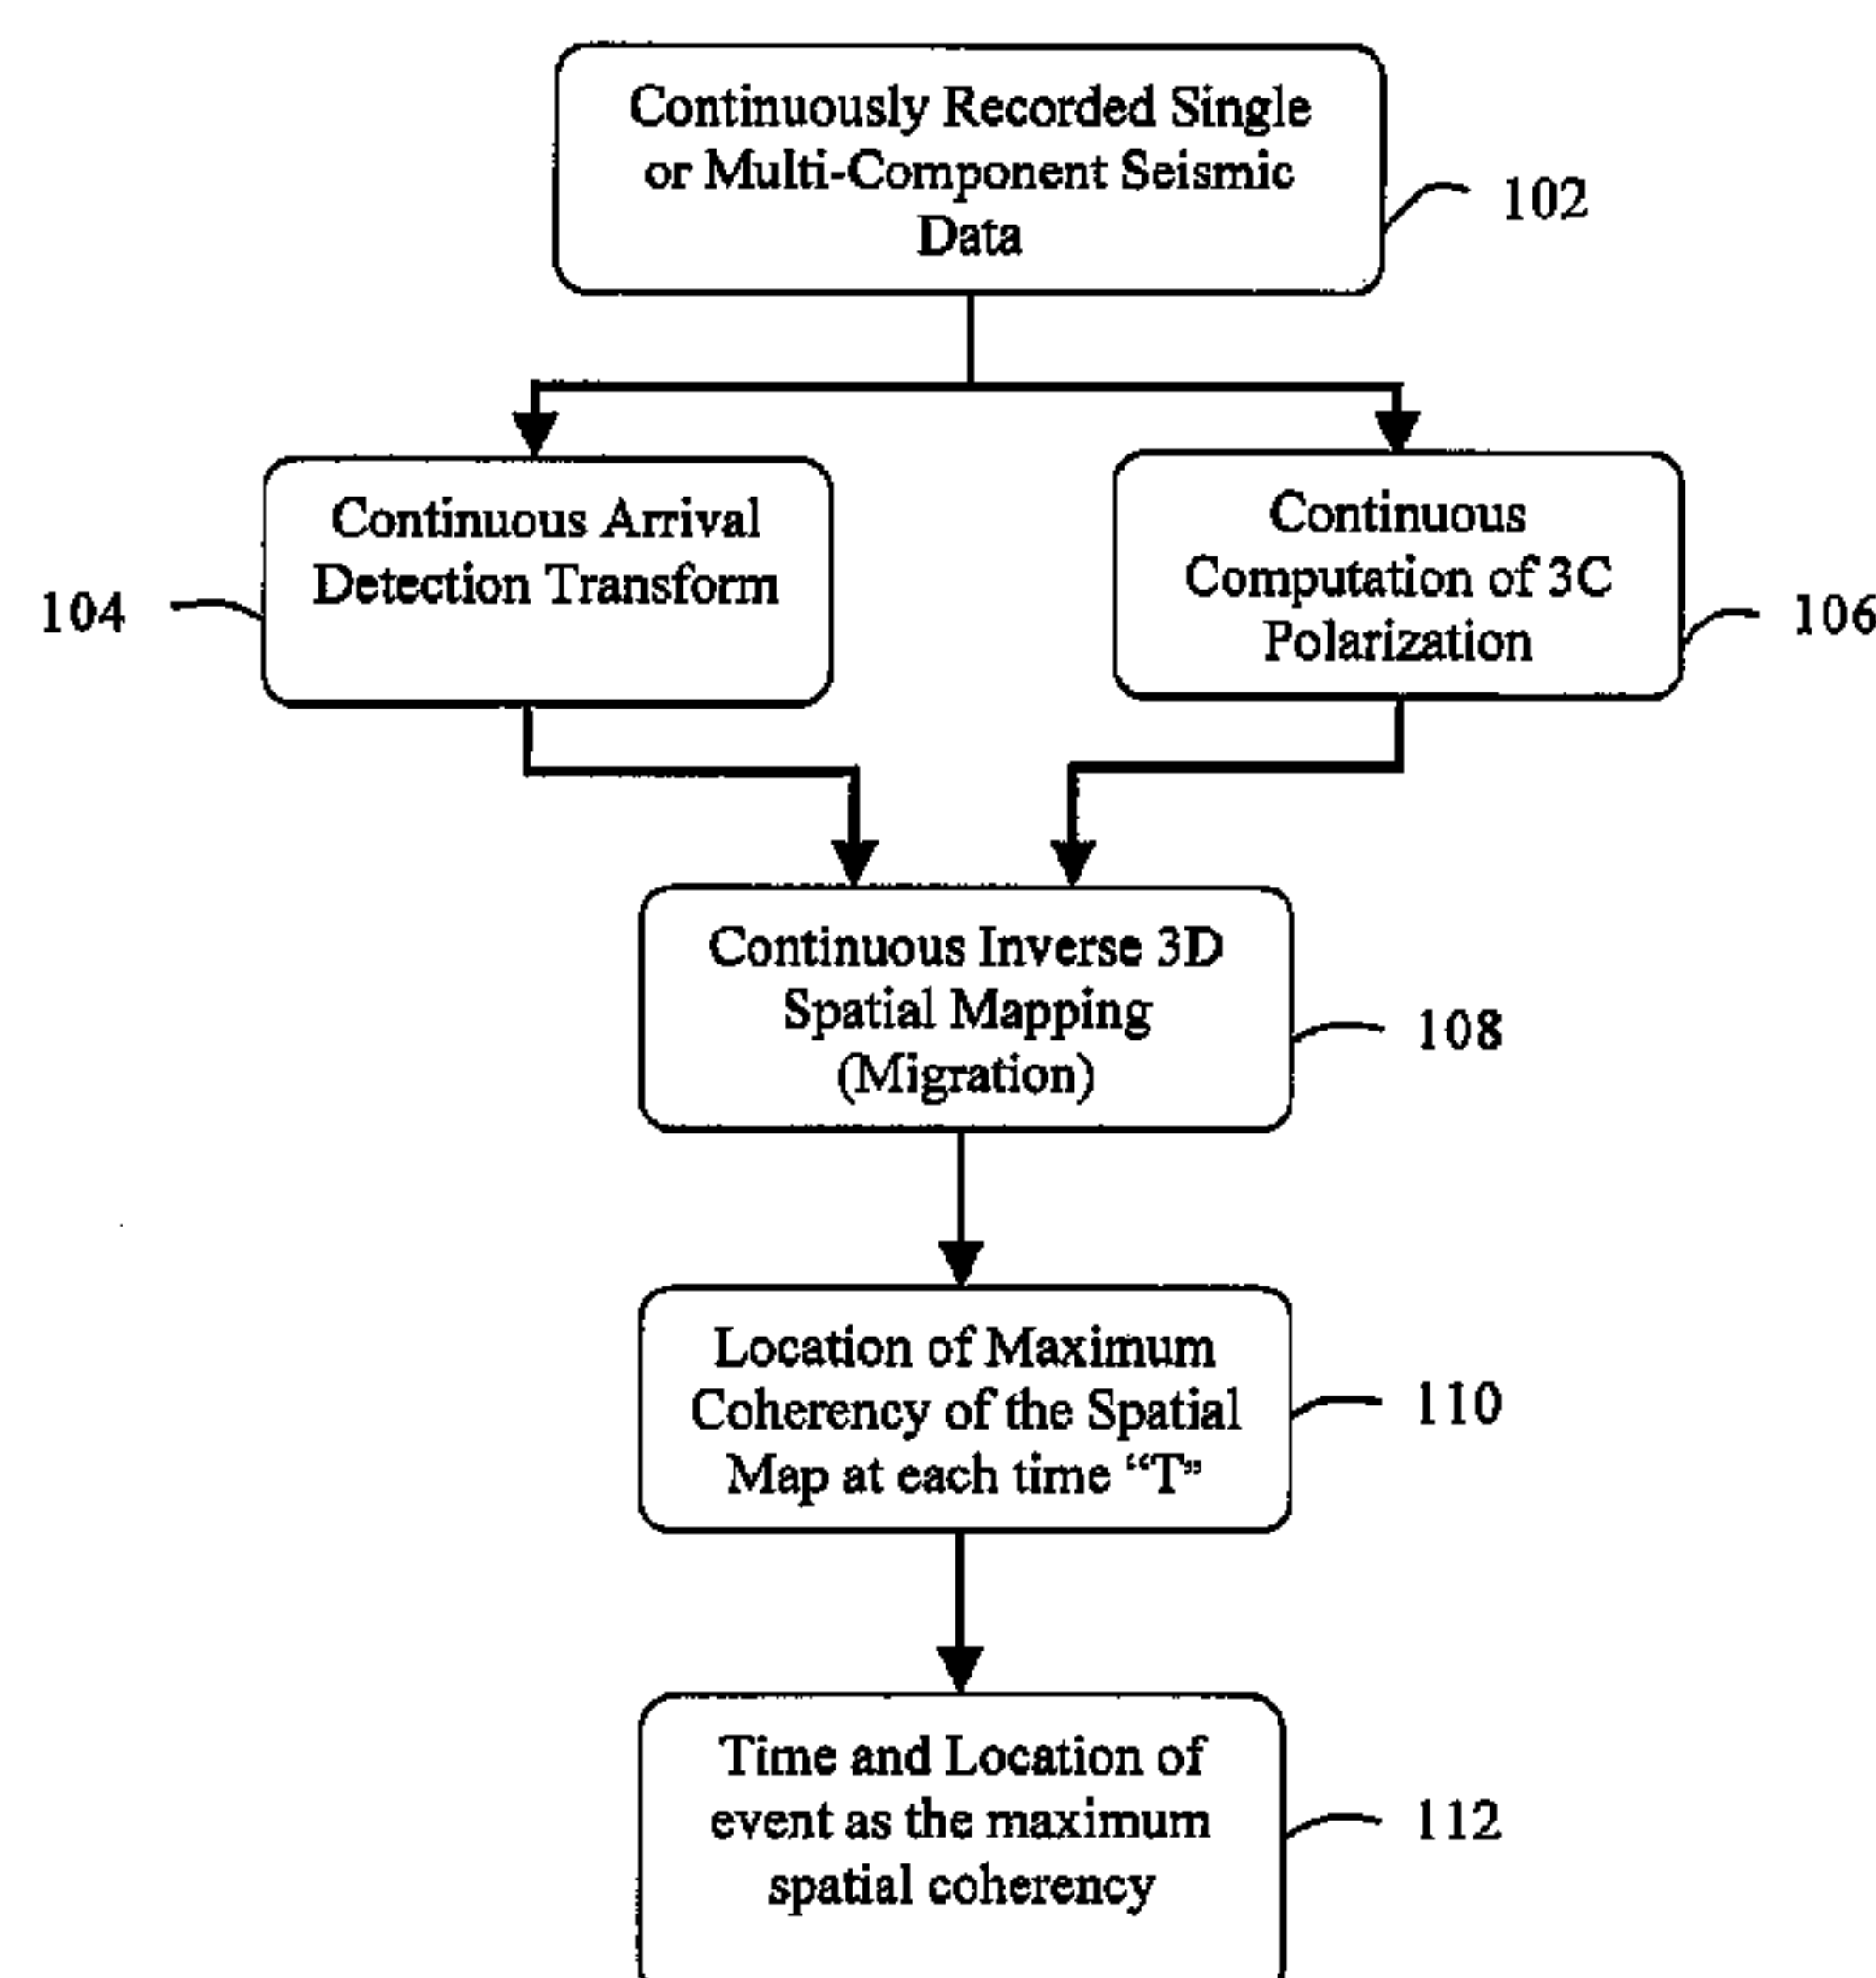 Continuously Recorded Single
or Multi-Component Seismic
Data
102
Continuous Arrival
Detection Transform
104
Continuous
Computation of 3C
Polarization
106
Continuous Inverse 3D
Spatial Mapping
(Migration)
108
Location of Maximum
Coherency of the Spatial
Map at each time “T”
110
Time and Location of
event as the maximum
spatial coherency
112